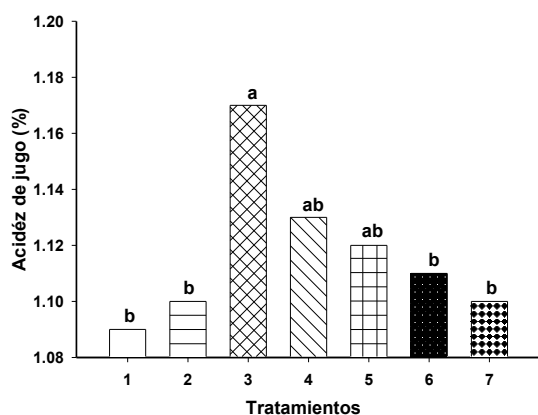 1.20
1.18
1.16
1.14
1.12
1.10
1.08
Acidéz de jugo (%)
b
b
a
ab
ab
b
b
1 2 3 4 5 6 7
Tratamientos